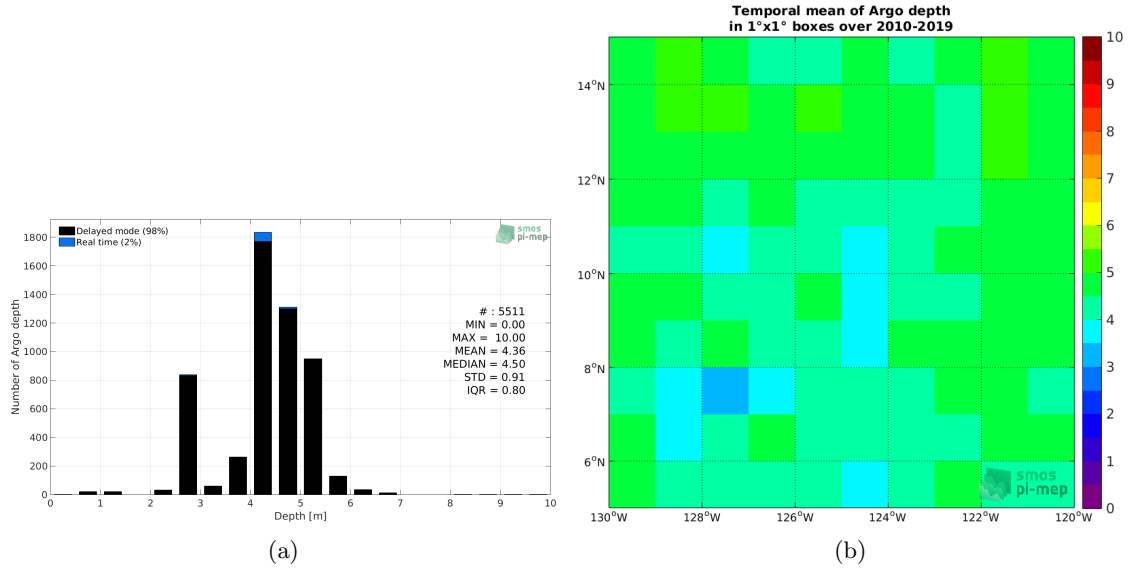 Delayed mode (98%)
Real time (2%)
smos
pi-mep
1800
1600
1400
1200
1000
800
600
400
200
0
Number of Argo depth
# : 5511
MIN = 0.00
MAX = 10.00
MEAN = 4.36
MEDIAN = 4.50
STD = 0.91
IQR = 0.80
0 1 2 3 4 5 6 7 8 9 10
Depth [m]
(a)
Temporal mean of Argo depth
in 1°x1° boxes over 2010-2019
14°N
12°N
10°N
8°N
6°N
130°W 128°W 126°W 124°W 122°W 120°W
smos
pi-mep
10
9
8
7
6
5
4
3
2
1
0
(b)